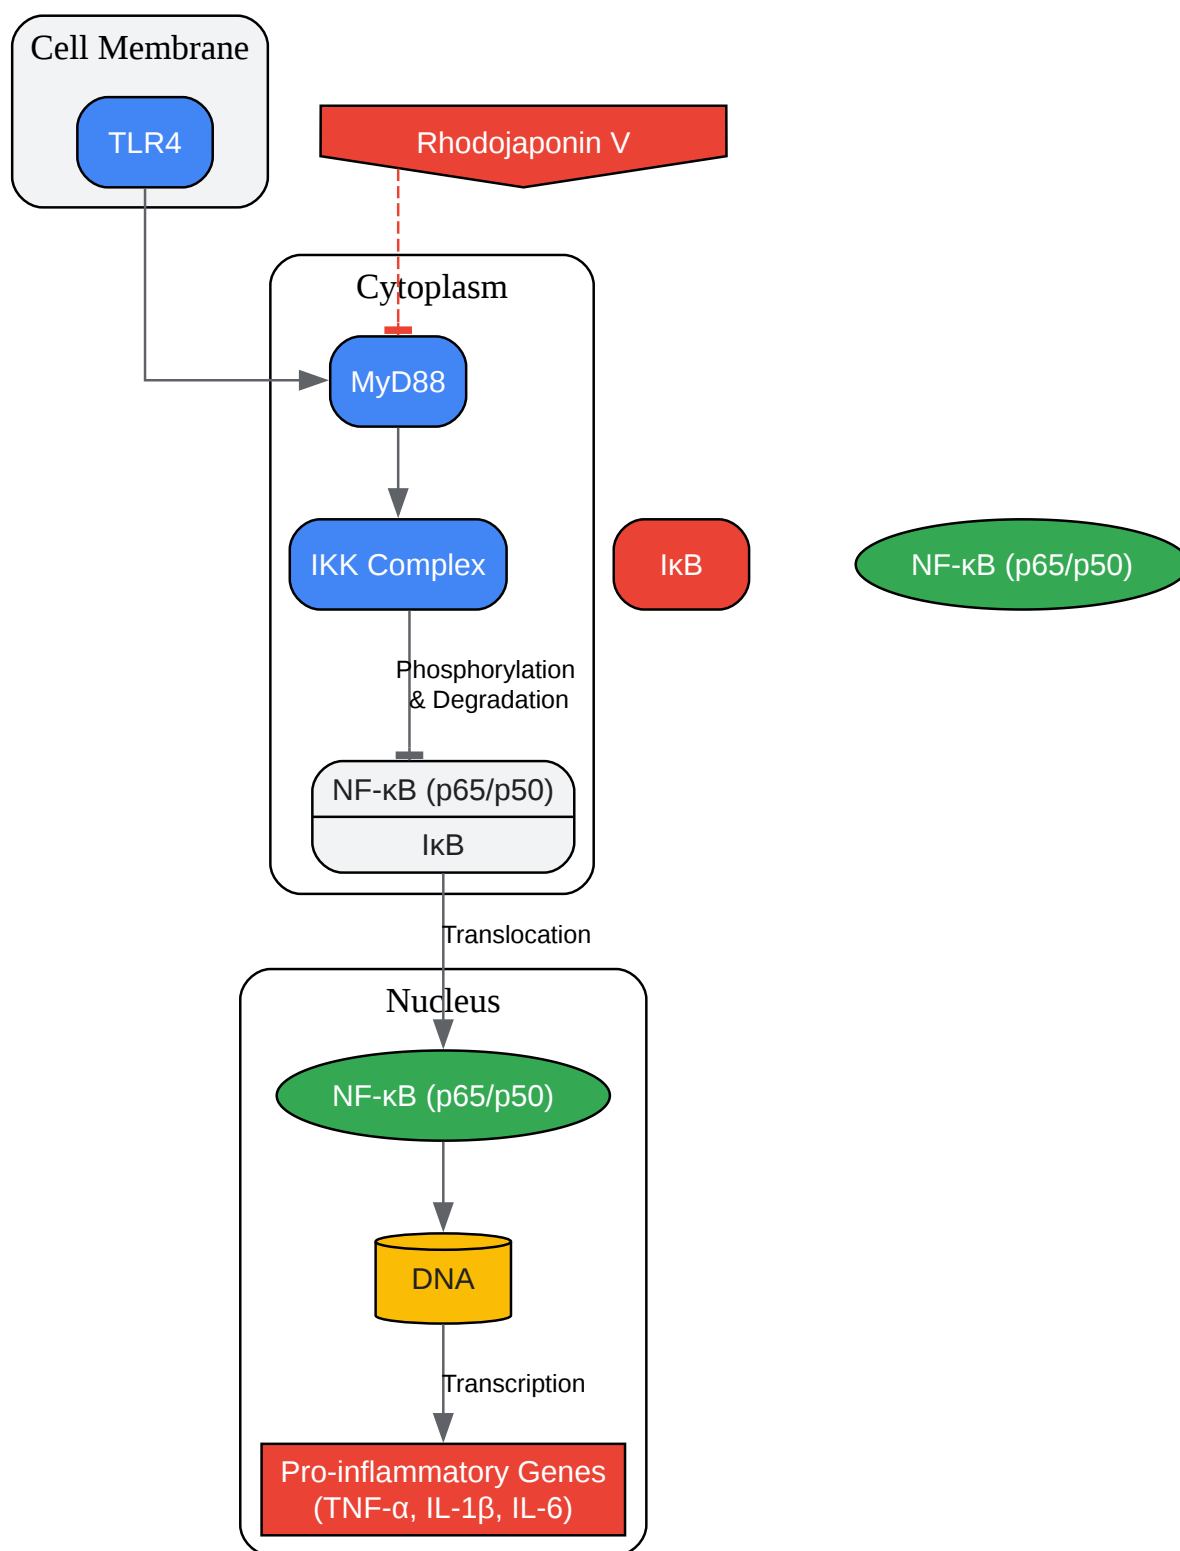 Cell Membrane
TLR4
Rhodojaponin V
Cytoplasm
MyD88
IKK Complex
IκB
NF-κB (p65/p50)
Phosphorylation
& Degradation
NF-κB (p65/p50)
IκB
Translocation
Nucleus
NF-κB (p65/p50)
DNA
Transcription
Pro-inflammatory Genes
(TNF-α, IL-1β, IL-6)